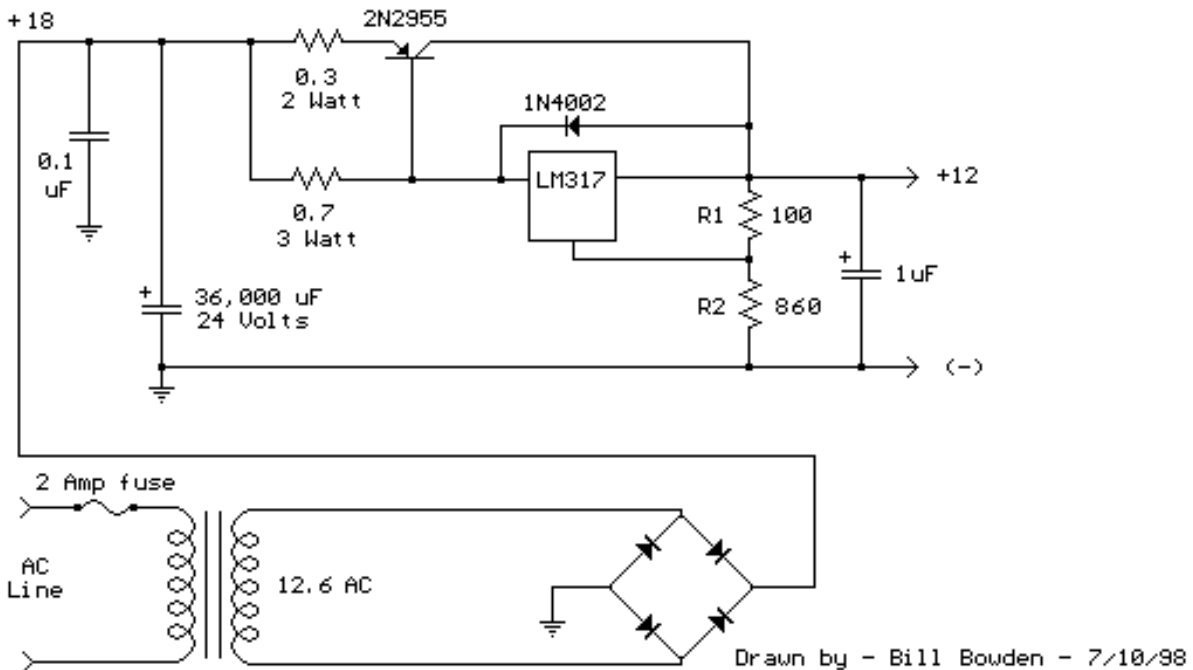 +18
2N2955
0.3
2 Watt
1N4002
0.1
uF
LM317
+12
0.7
3 Watt
R1 100
+
1uF
+
36,000 uF
24 Volts
R2 860
(-)
2 Amp fuse
AC
Line
12.6 AC
Drawn by - Bill Bowden - 7/10/98